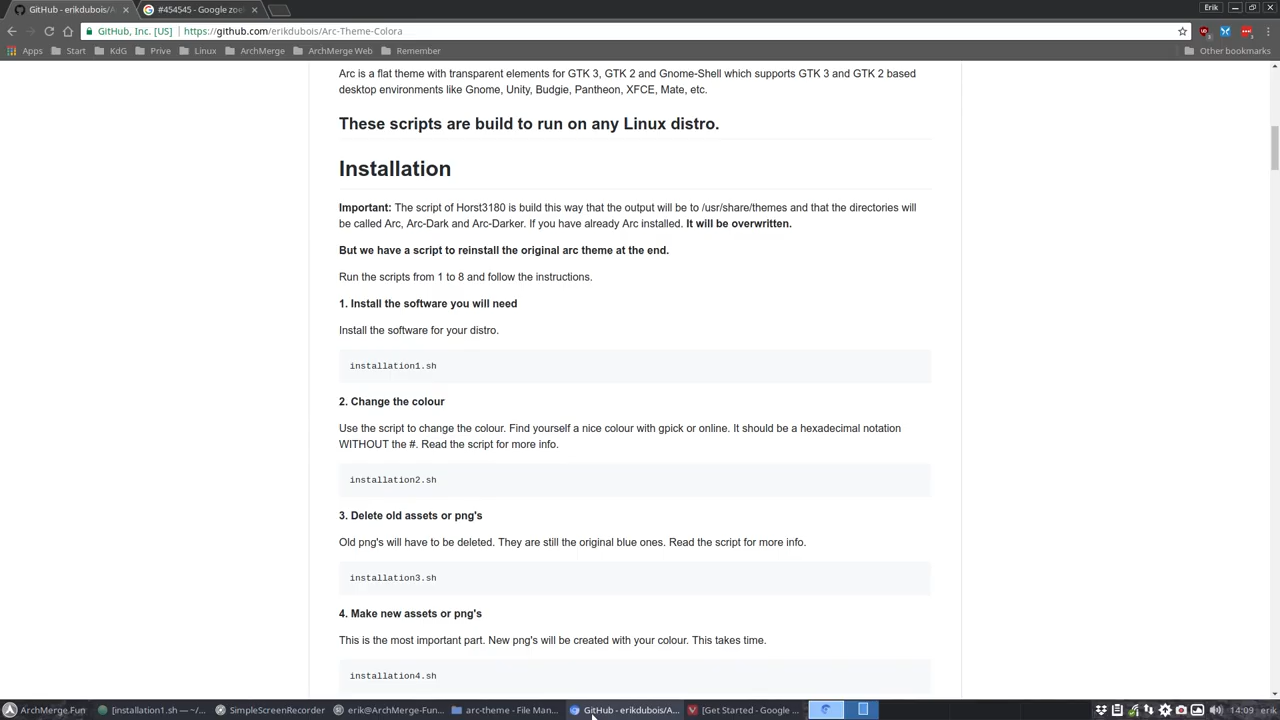 GitHub - erikdubois/A
#454545 - Google zoe
Erik
GitHub, Inc. [US]
https://github.com/erikdubois/Arc-Theme-Colora
Apps
Start
KdG
Prive
Linux
ArchMerge
ArchMerge Web
Remember
Other bookmarks
Arc is a flat theme with transparent elements for GTK 3, GTK 2 and Gnome-Shell which supports GTK 3 and GTK 2 based
desktop environments like Gnome, Unity, Budgie, Pantheon, XFCE, Mate, etc.
These scripts are build to run on any Linux distro.
Installation
Important: The script of Horst3180 is build this way that the output will be to /usr/share/themes and that the directories will
be called Arc, Arc-Dark and Arc-Darker. If you have already Arc installed. It will be overwritten.
But we have a script to reinstall the original arc theme at the end.
Run the scripts from 1 to 8 and follow the instructions.
1. Install the software you will need
Install the software for your distro.
installation1.sh
2. Change the colour
Use the script to change the colour. Find yourself a nice colour with gpick or online. It should be a hexadecimal notation
WITHOUT the #. Read the script for more info.
installation2.sh
3. Delete old assets or png's
Old png's will have to be deleted. They are still the original blue ones. Read the script for more info.
installation3.sh
4. Make new assets or png's
This is the most important part. New png's will be created with your colour. This takes time.
installation4.sh
ArchMerge Fun
[installation1.sh — ~/...
SimpleScreenRecorder
erik@ArchMerge-Fun...
arc-theme - File Man...
GitHub - erikdubois/A...
[Get Started - Google ...
14:09
erik